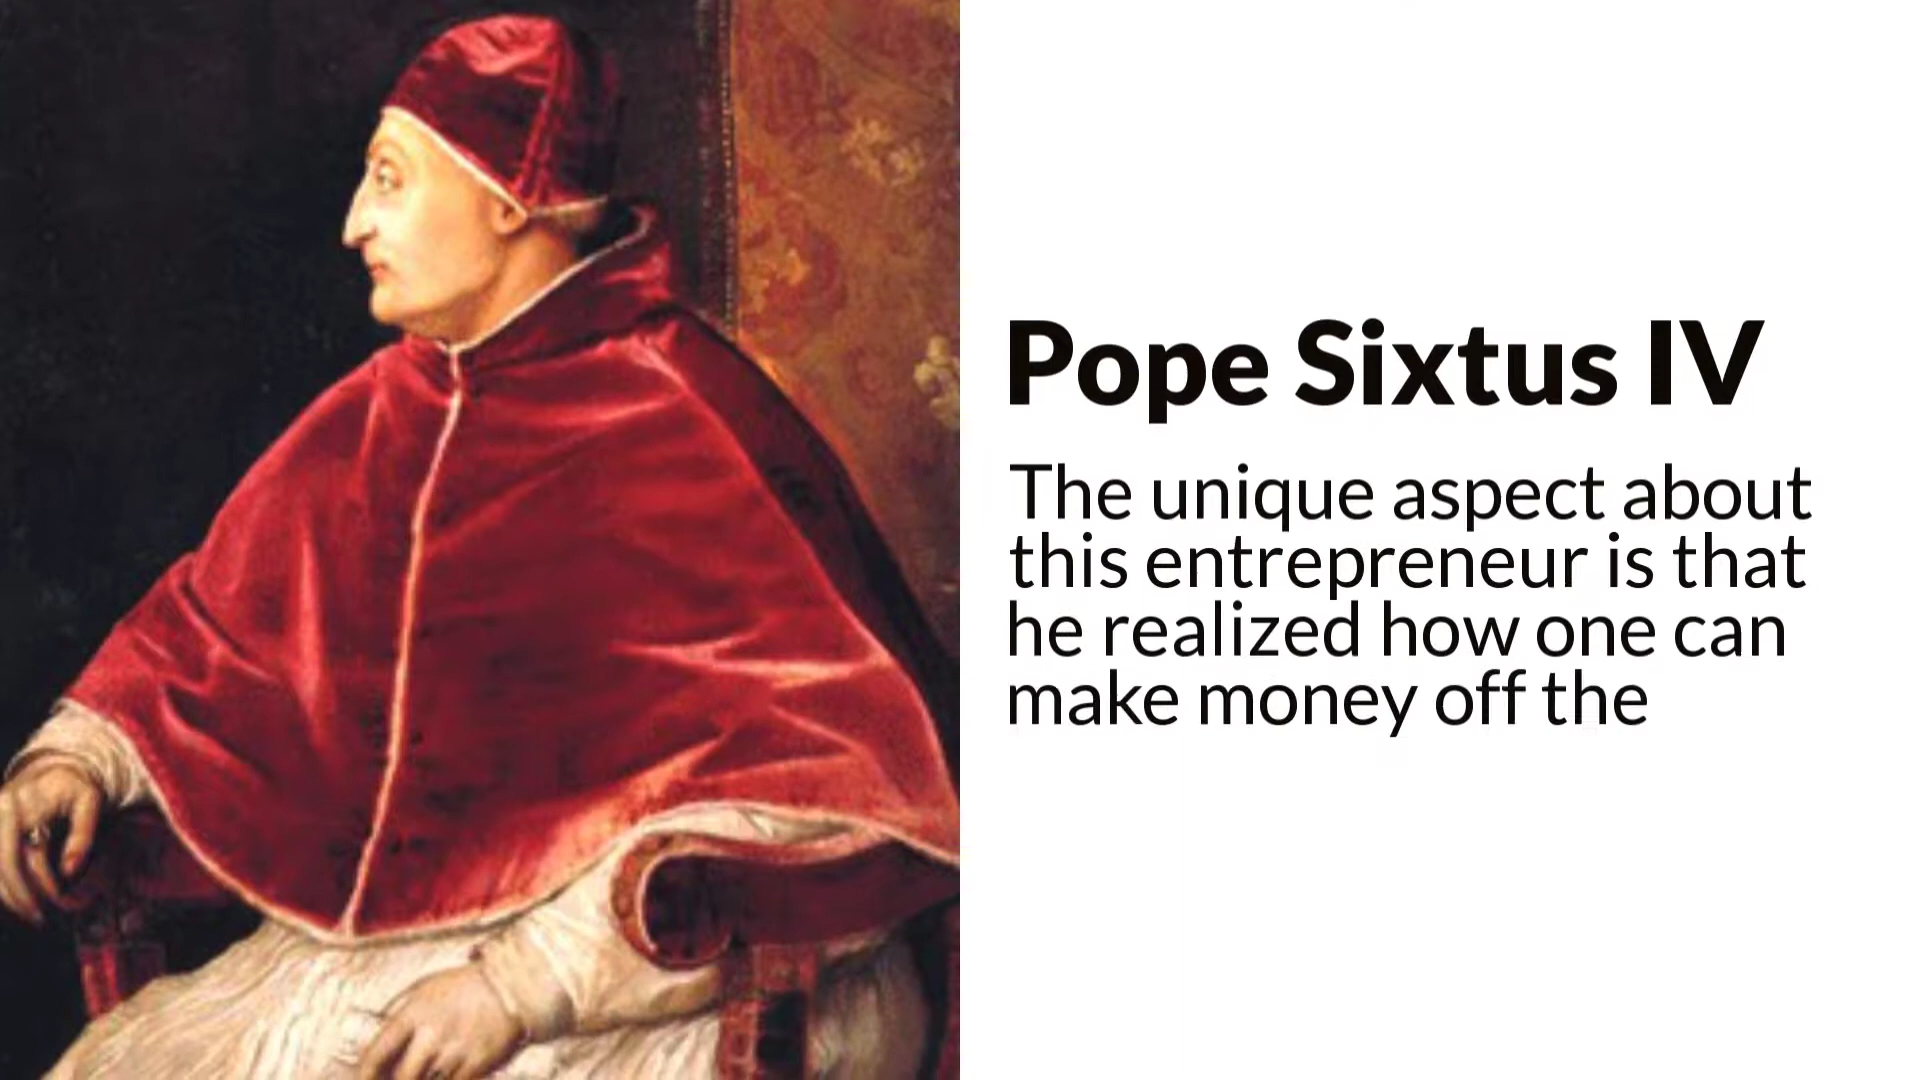 Pope Sixtus IV
The unique aspect about
this entrepreneur is that
he realized how one can
make money off the